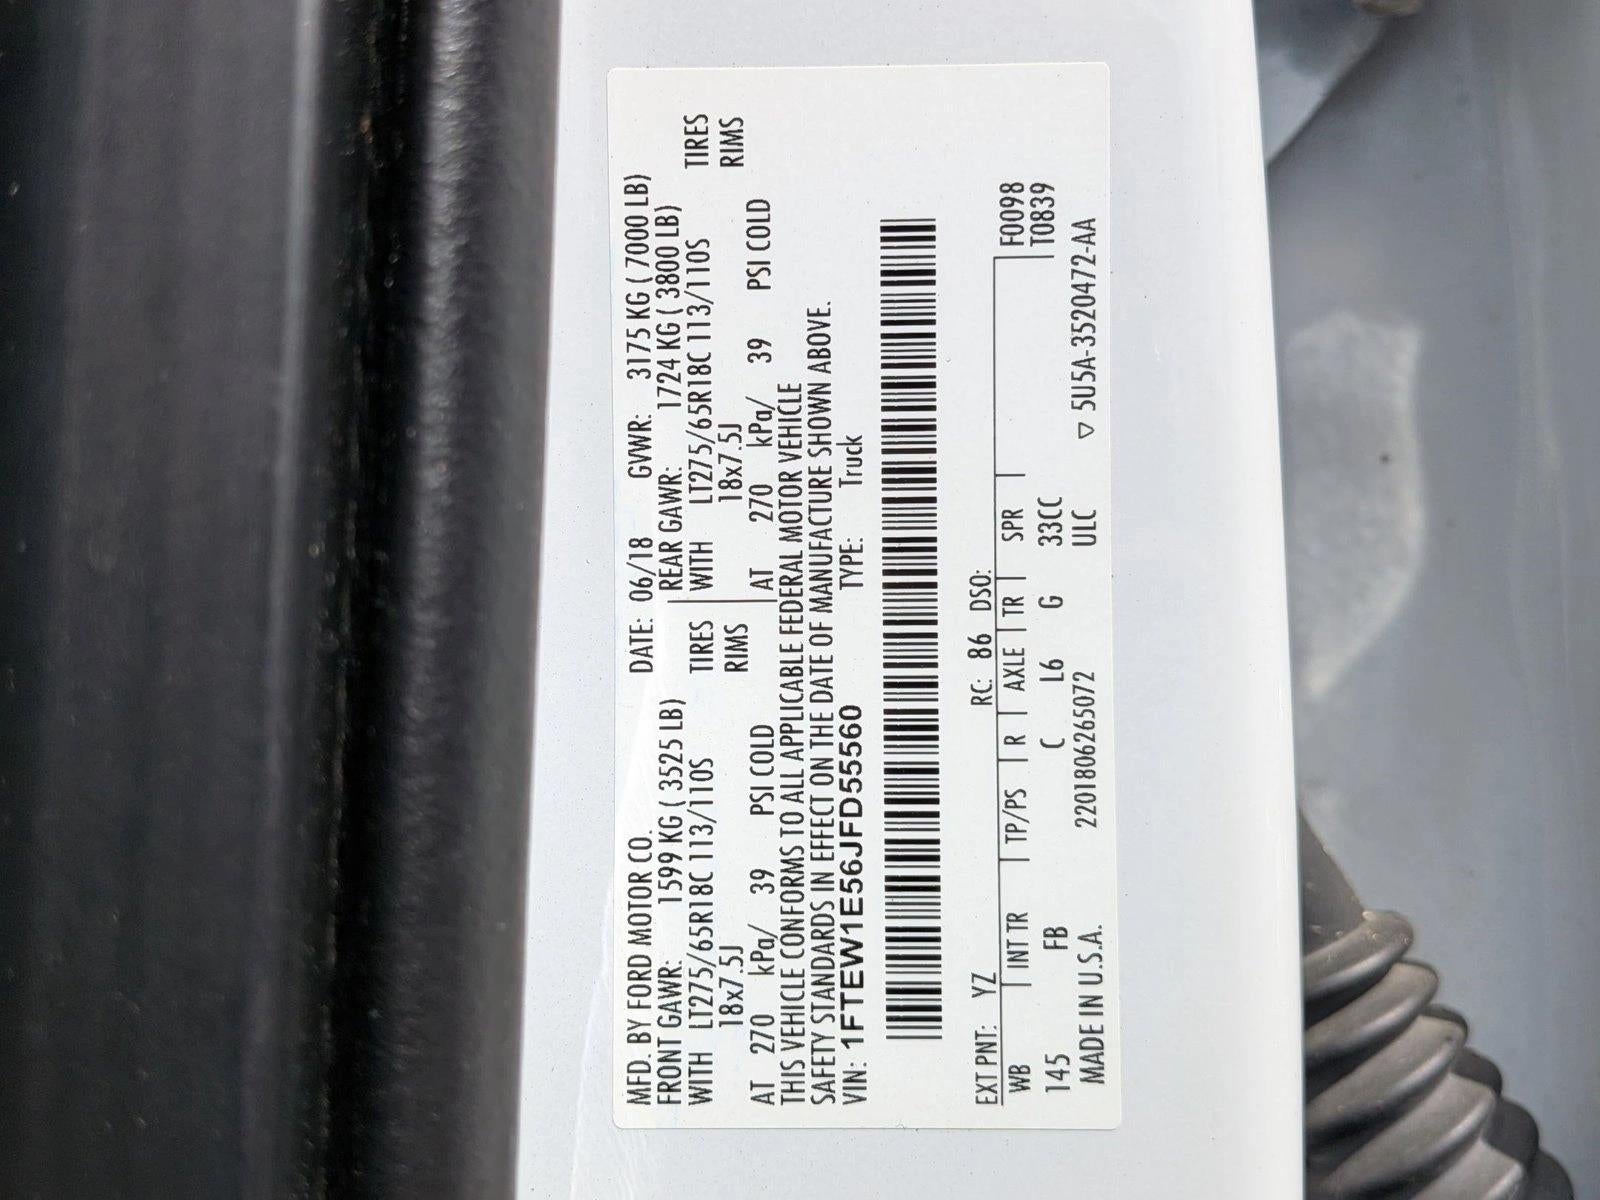 MFD. BY FORD MOTOR CO. DATE: 06/18 GVWR: 3175 KG ( 7000 LB)
FRONT GAWR: 1599 KG ( 3525 LB) REAR GAWR: 1724 KG ( 3800 LB)
WITH LT275/65R18C 113/110S TIRES WITH LT275/65R18C 113/110S TIRES
18x7.5J RIMS 18x7.5J RIMS
AT 270 kPa/ 39 PSI COLD AT 270 kPa/ 39 PSI COLD
THIS VEHICLE CONFORMS TO ALL APPLICABLE FEDERAL MOTOR VEHICLE
SAFETY STANDARDS IN EFFECT ON THE DATE OF MANUFACTURE SHOWN ABOVE.
VIN: 1FTEW1E56JFD55560 TYPE: Truck
EXT PNT: YZ RC: 86 DSO:
WB INT TR TP/PS R AXLE TR SPR F0098
145 FB C L6 G 33CC T0839
MADE IN U.S.A. 2201806265072 ULC ▽ 5U5A-3520472-AA